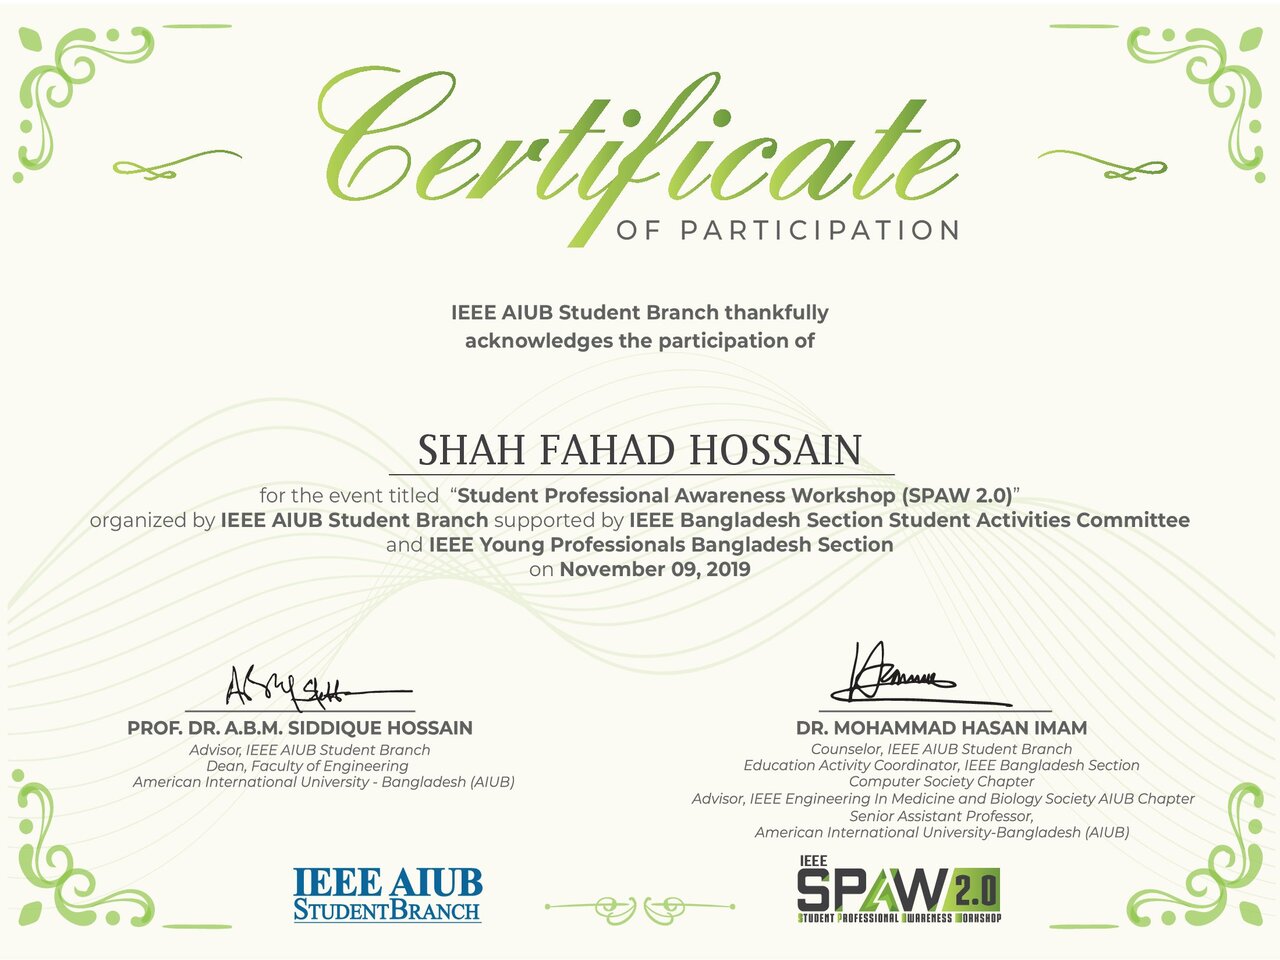 Certificate
OF PARTICIPATION
IEEE AIUB Student Branch thankfully
acknowledges the participation of
SHAH FAHAD HOSSAIN
for the event titled “Student Professional Awareness Workshop (SPAW 2.0)”
organized by IEEE AIUB Student Branch supported by IEEE Bangladesh Section Student Activities Committee
and IEEE Young Professionals Bangladesh Section
on November 09, 2019
PROF. DR. A.B.M. SIDDIQUE HOSSAIN
Advisor, IEEE AIUB Student Branch
Dean, Faculty of Engineering
American International University - Bangladesh (AIUB)
DR. MOHAMMAD HASAN IMAM
Counselor, IEEE AIUB Student Branch
Education Activity Coordinator, IEEE Bangladesh Section
Computer Society Chapter
Advisor, IEEE Engineering In Medicine and Biology Society AIUB Chapter
Senior Assistant Professor,
American International University-Bangladesh (AIUB)
IEEE AIUB
STUDENTBRANCH
IEEE
SPAW 2.0
STUDENT PROFESSIONAL AWARENESS WORKSHOP